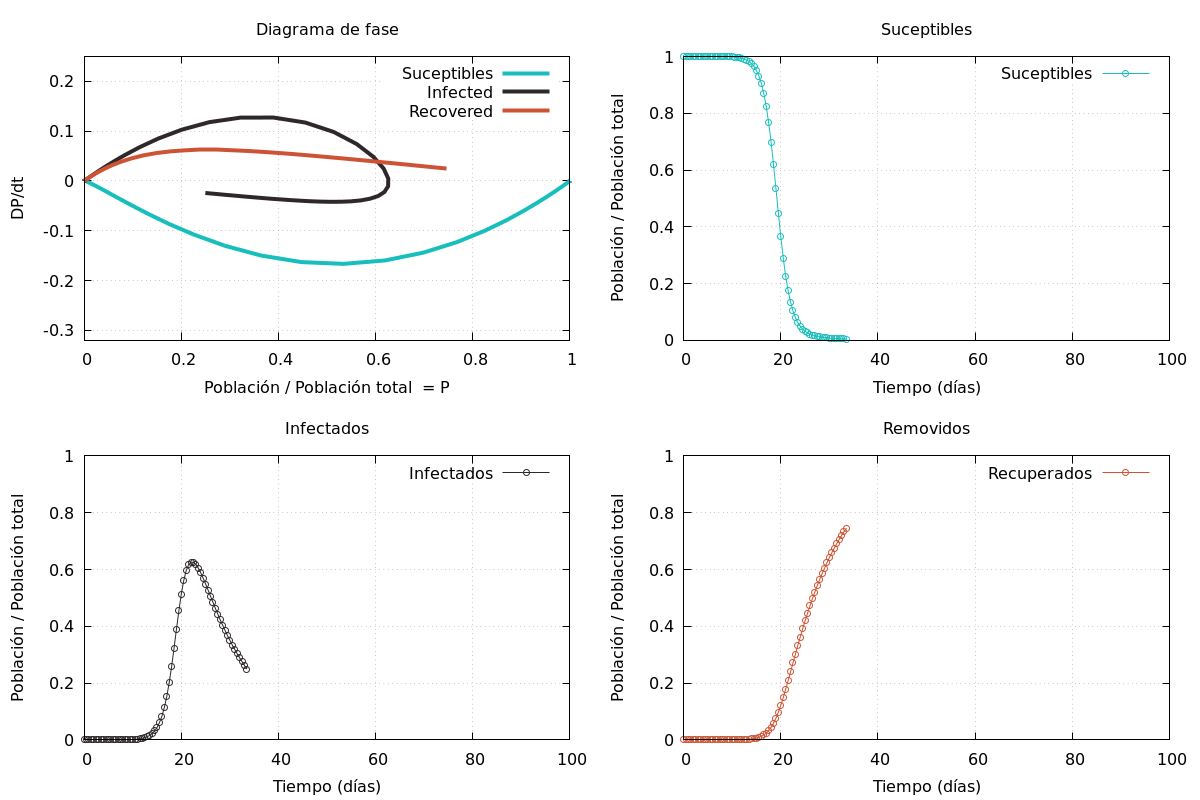 Diagrama de fase
Suceptibles
Infected
Recovered
0.2
0.1
0
-0.1
-0.2
-0.3
DP/dt
0 0.2 0.4 0.6 0.8 1
Población / Población total = P
Suceptibles
Suceptibles
1
0.8
0.6
0.4
0.2
0
Población / Población total
0 20 40 60 80 100
Tiempo (días)
Infectados
Infectados
1
0.8
0.6
0.4
0.2
0
Población / Población total
0 20 40 60 80 100
Tiempo (días)
Removidos
Recuperados
1
0.8
0.6
0.4
0.2
0
Población / Población total
0 20 40 60 80 100
Tiempo (días)